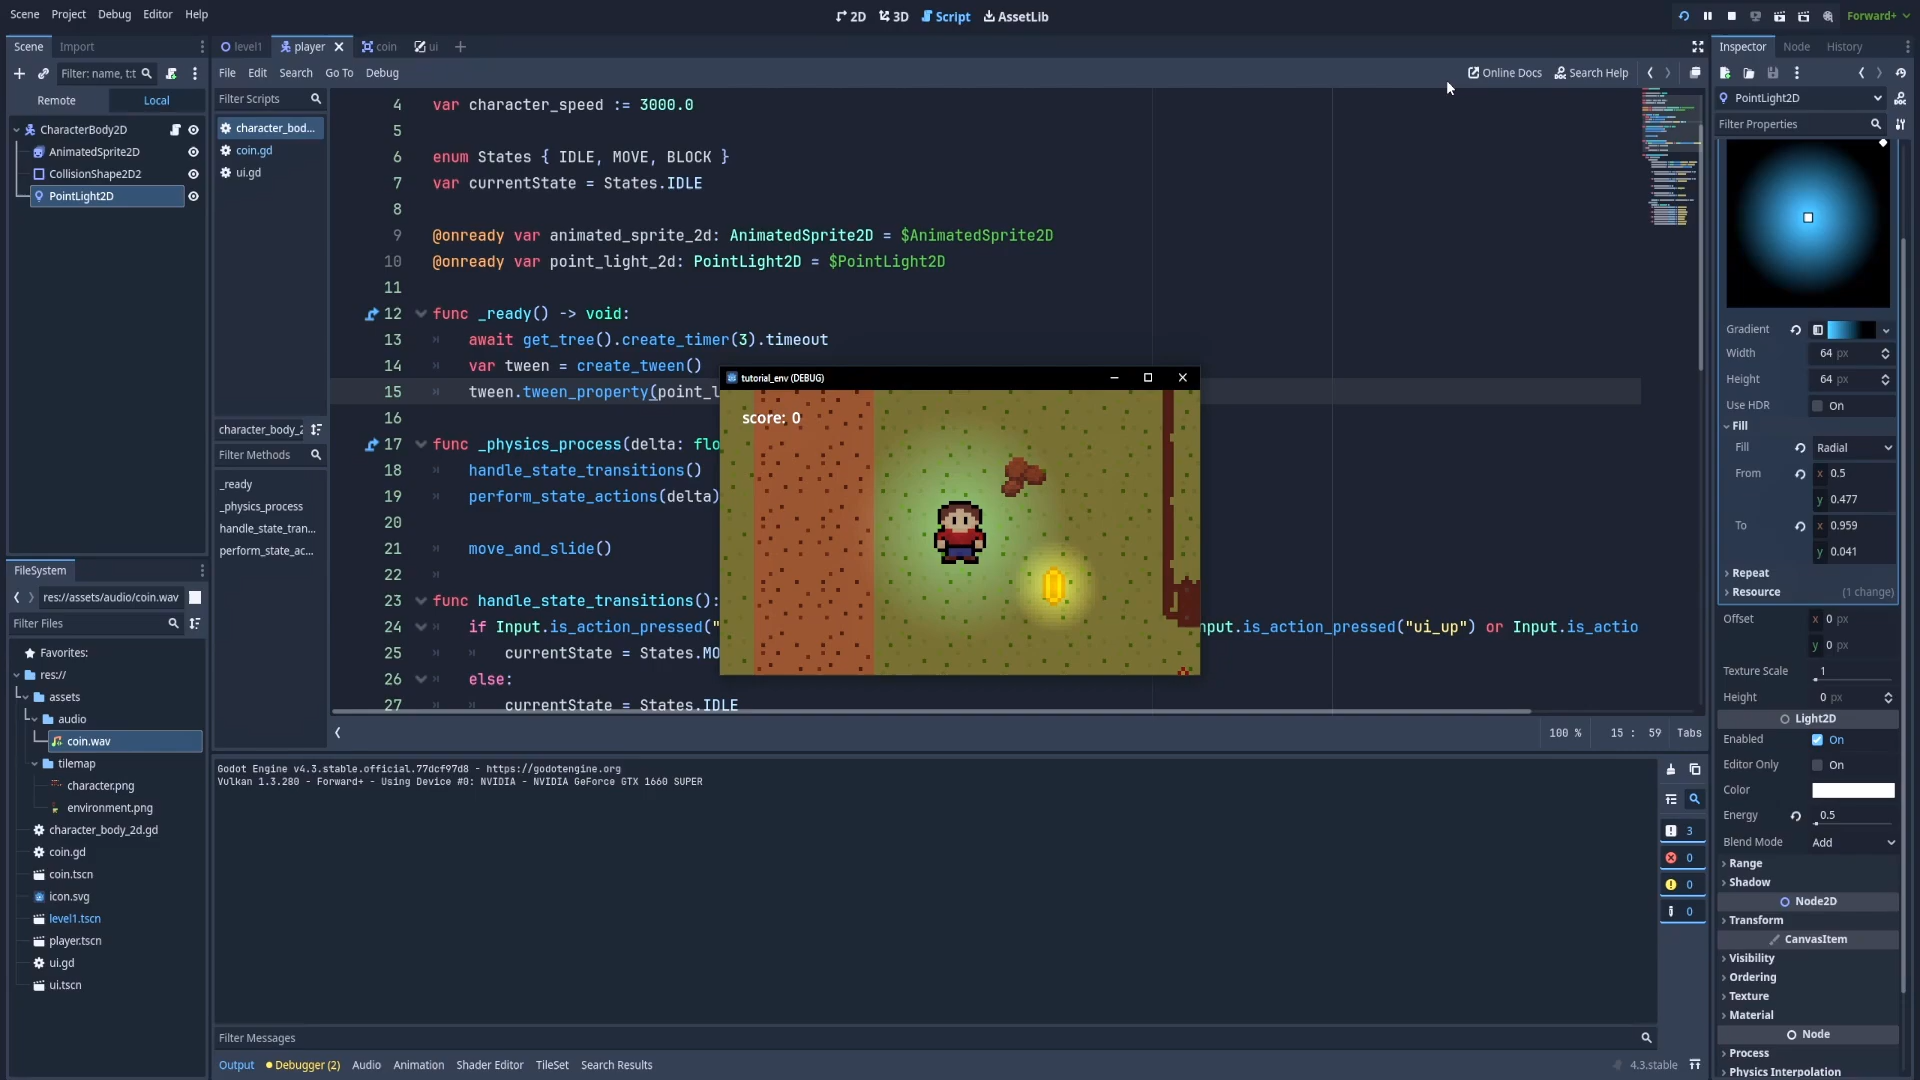 Scene Project Debug Editor Help
2D 3D Script AssetLib
Forward+
Scene Import
level1 player coin ui
Inspector Node History
Filter: name, t:t
File Edit Search Go To Debug
Online Docs Search Help
Remote Local
Filter Scripts
PointLight2D
Filter Properties
CharacterBody2D
AnimatedSprite2D
CollisionShape2D2
PointLight2D
character_bod...
coin.gd
ui.gd
4 var character_speed := 3000.0
5
6 enum States { IDLE, MOVE, BLOCK }
7 var currentState = States.IDLE
8
9 @onready var animated_sprite_2d: AnimatedSprite2D = $AnimatedSprite2D
10 @onready var point_light_2d: PointLight2D = $PointLight2D
11
12 func _ready() -> void:
13 await get_tree().create_timer(3).timeout
14 var tween = create_tween()
15 tween.tween_property(point_l
16
17 func _physics_process(delta: flo
18 handle_state_transitions()
19 perform_state_actions(delta)
20
21 move_and_slide()
22
23 func handle_state_transitions():
24 if Input.is_action_pressed(" nput.is_action_pressed("ui_up") or Input.is_actio
25 currentState = States.MO
26 else:
27 currentState = States.IDLE
tutorial_env (DEBUG)
score: 0
character_body_2
Filter Methods
_ready
_physics_process
handle_state_tran...
perform_state_ac...
100 % 15 : 59 Tabs
Godot Engine v4.3.stable.official.77dcf97d8 - https://godotengine.org
Vulkan 1.3.280 - Forward+ - Using Device #0: NVIDIA - NVIDIA GeForce GTX 1660 SUPER
3
0
0
0
Filter Messages
Output Debugger (2) Audio Animation Shader Editor TileSet Search Results
4.3.stable
FileSystem
res://assets/audio/coin.wav
Filter Files
Favorites:
res://
assets
audio
coin.wav
tilemap
character.png
environment.png
character_body_2d.gd
coin.gd
coin.tscn
icon.svg
level1.tscn
player.tscn
ui.gd
ui.tscn
Gradient
Width 64 px
Height 64 px
Use HDR On
Fill
Fill Radial
From x 0.5
y 0.477
To x 0.959
y 0.041
Repeat
Resource (1 change)
Offset x 0 px
y 0 px
Texture Scale 1
Height 0 px
Light2D
Enabled On
Editor Only On
Color
Energy 0.5
Blend Mode Add
Range
Shadow
Node2D
Transform
CanvasItem
Visibility
Ordering
Texture
Material
Node
Process
Physics Interpolation